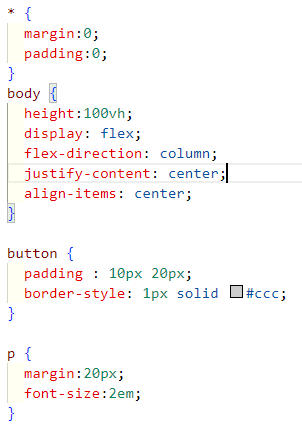 * {
margin:0;
padding:0;
}
body {
height:100vh;
display: flex;
flex-direction: column;
justify-content: center;
align-items: center;
}
button {
padding : 10px 20px;
border-style: 1px solid #ccc;
}
p {
margin:20px;
font-size:2em;
}